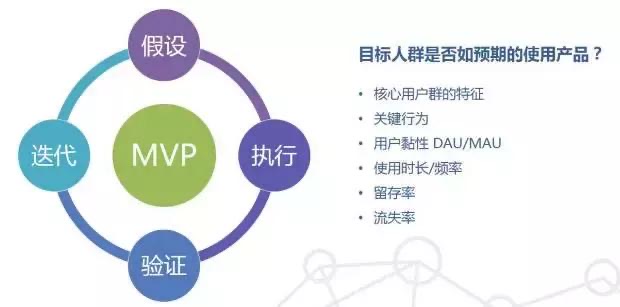 假设
迭代
MVP
执行
验证
目标人群是否如预期的使用产品？
• 核心用户群的特征
• 关键行为
• 用户黏性 DAU/MAU
• 使用时长/频率
• 留存率
• 流失率